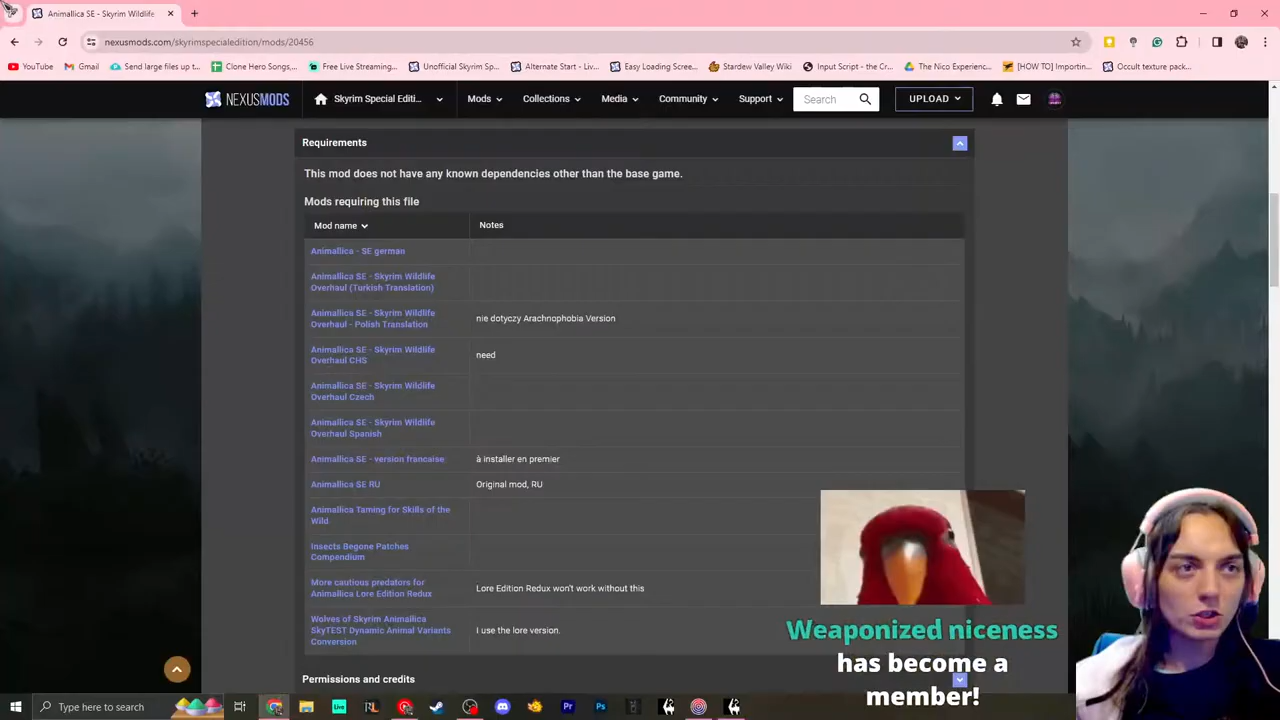 Animallica SE - Skyrim Wildlife
nexusmods.com/skyrimspecialedition/mods/20456
YouTube
Gmail
Send large files up t...
Clone Hero Songs,...
Free Live Streaming...
Unofficial Skyrim Sp...
Alternate Start - Liv...
Easy Loading Scree...
Stardew Valley Wiki
Input Script - the Cr...
The Nico Experienc...
[HOW TO] Importin...
Occult texture pack...
NEXUSMODS
Skyrim Special Editi...
Mods
Collections
Media
Community
Support
Search
UPLOAD
Requirements
This mod does not have any known dependencies other than the base game.
Mods requiring this file
Mod name
Notes
Animallica - SE german
Animallica SE - Skyrim Wildlife
Overhaul (Turkish Translation)
Animallica SE - Skyrim Wildlife
Overhaul - Polish Translation
nie dotyczy Arachnophobia Version
Animallica SE - Skyrim Wildlife
Overhaul CHS
need
Animallica SE - Skyrim Wildlife
Overhaul Czech
Animallica SE - Skyrim Wildlife
Overhaul Spanish
Animallica SE - version francaise
à installer en premier
Animallica SE RU
Original mod, RU
Animallica Taming for Skills of the
Wild
Insects Begone Patches
Compendium
More cautious predators for
Animallica Lore Edition Redux
Lore Edition Redux won't work without this
Wolves of Skyrim Animallica
SkyTEST Dynamic Animal Variants
Conversion
I use the lore version.
Permissions and credits
Weaponized niceness
has become a
member!
Type here to search